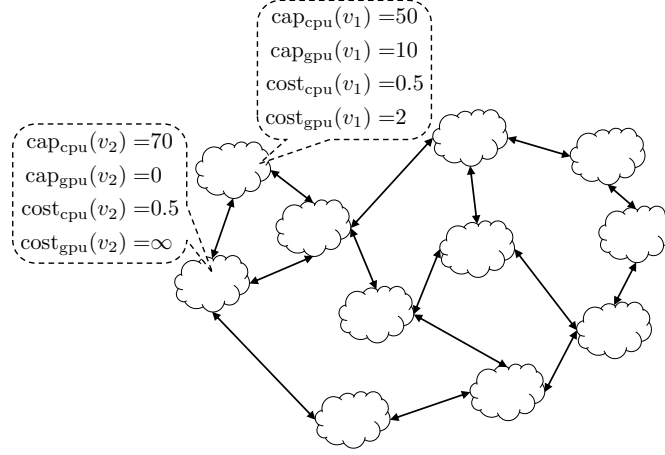 cap_cpu(v_1) =50
cap_gpu(v_1) =10
cost_cpu(v_1) =0.5
cost_gpu(v_1) =2
cap_cpu(v_2) =70
cap_gpu(v_2) =0
cost_cpu(v_2) =0.5
cost_gpu(v_2) =∞